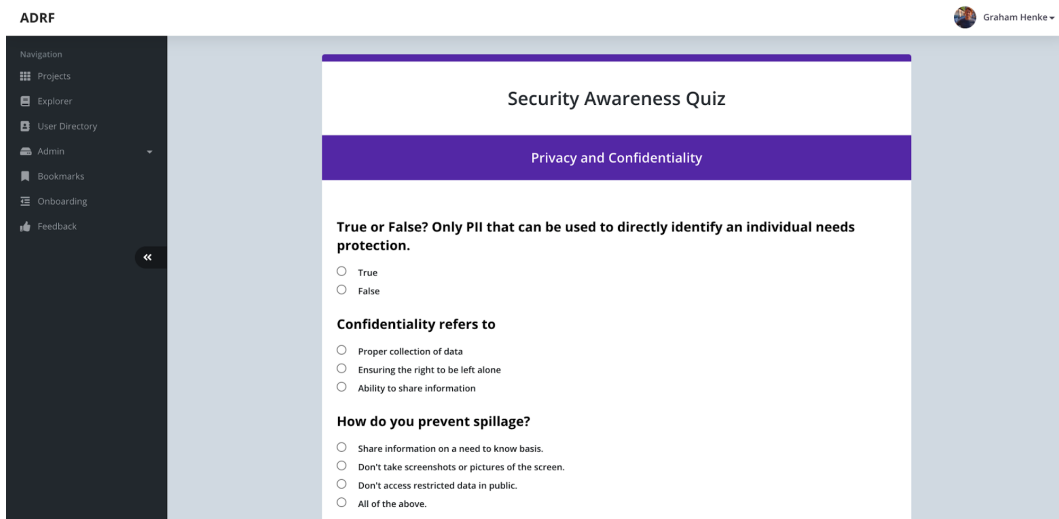 ADRF
Graham Henke
Navigation
Projects
Explorer
User Directory
Admin
Bookmarks
Onboarding
Feedback
Security Awareness Quiz
Privacy and Confidentiality
True or False? Only PII that can be used to directly identify an individual needs
protection.
True
False
Confidentiality refers to
Proper collection of data
Ensuring the right to be left alone
Ability to share information
How do you prevent spillage?
Share information on a need to know basis.
Don't take screenshots or pictures of the screen.
Don't access restricted data in public.
All of the above.